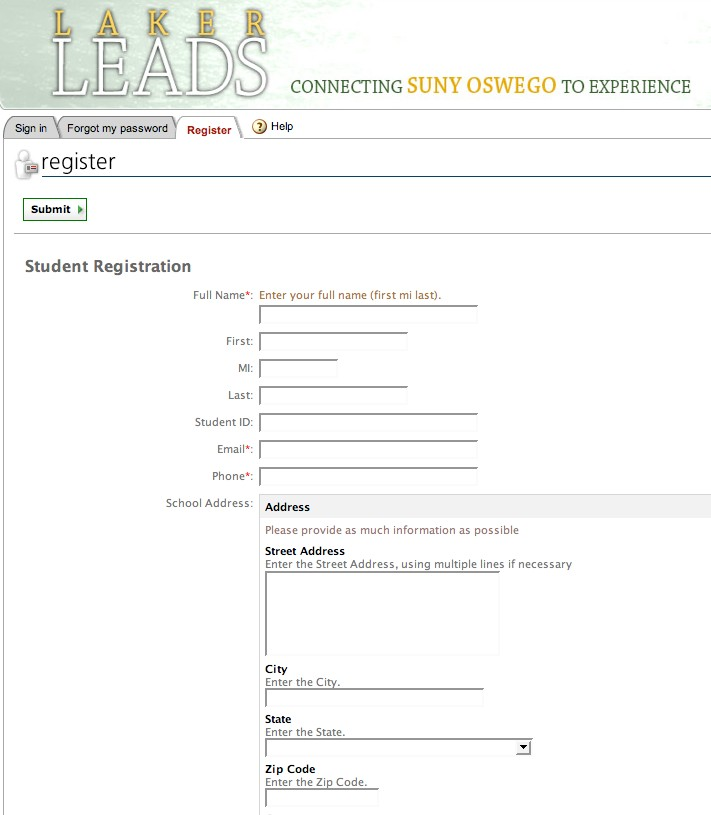 LAKER
LEADS
CONNECTING SUNY OSWEGO TO EXPERIENCE
Sign in Forgot my password Register ? Help
register
Submit
Student Registration
Full Name*: Enter your full name (first mi last).
First:
MI:
Last:
Student ID:
Email*:
Phone*:
School Address: Address
Please provide as much information as possible
Street Address
Enter the Street Address, using multiple lines if necessary
City
Enter the City.
State
Enter the State.
Zip Code
Enter the Zip Code.